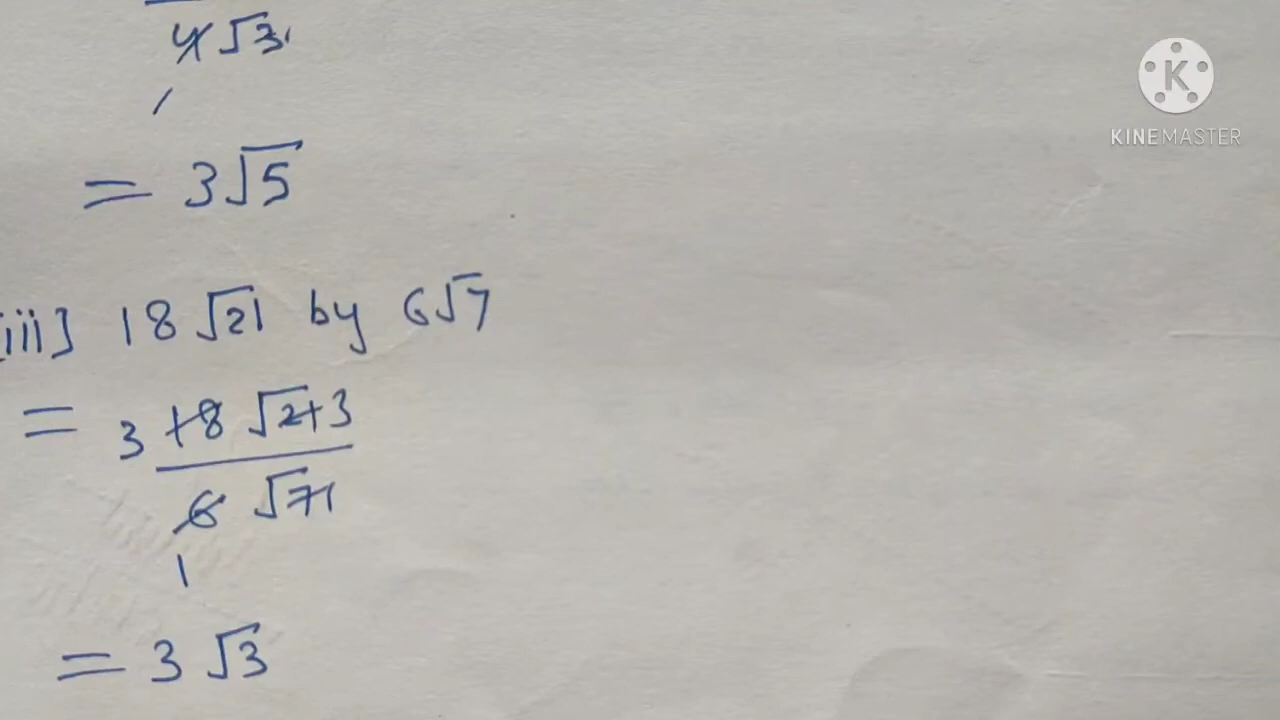 4√3
1
= 3√5
[iii] 18√21 by 6√7
= 3 18 √21 3
6 √7 1
1
= 3√3
K
KINEMASTER